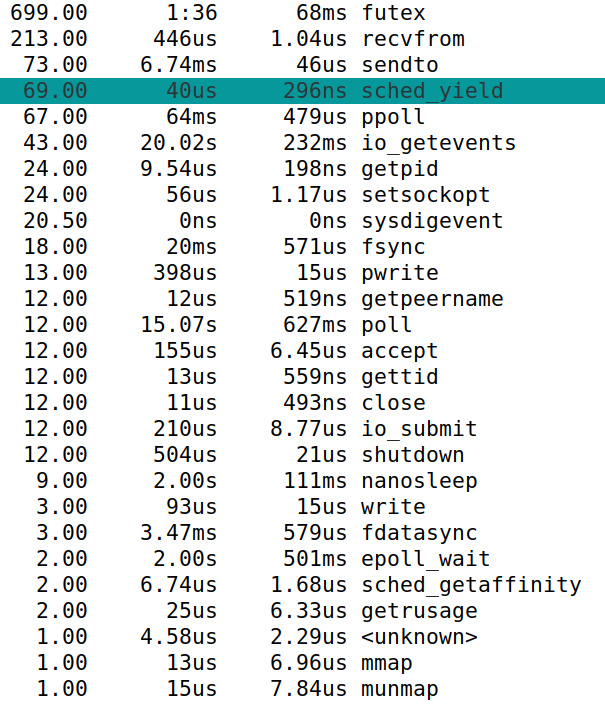 699.00 1:36 68ms futex
213.00 446us 1.04us recvfrom
73.00 6.74ms 46us sendto
69.00 40us 296ns sched_yield
67.00 64ms 479us ppoll
43.00 20.02s 232ms io_getevents
24.00 9.54us 198ns getpid
24.00 56us 1.17us setsockopt
20.50 0ns 0ns sysdigevent
18.00 20ms 571us fsync
13.00 398us 15us pwrite
12.00 12us 519ns getpeername
12.00 15.07s 627ms poll
12.00 155us 6.45us accept
12.00 13us 559ns gettid
12.00 11us 493ns close
12.00 210us 8.77us io_submit
12.00 504us 21us shutdown
9.00 2.00s 111ms nanosleep
3.00 93us 15us write
3.00 3.47ms 579us fdatasync
2.00 2.00s 501ms epoll_wait
2.00 6.74us 1.68us sched_getaffinity
2.00 25us 6.33us getrusage
1.00 4.58us 2.29us <unknown>
1.00 13us 6.96us mmap
1.00 15us 7.84us munmap